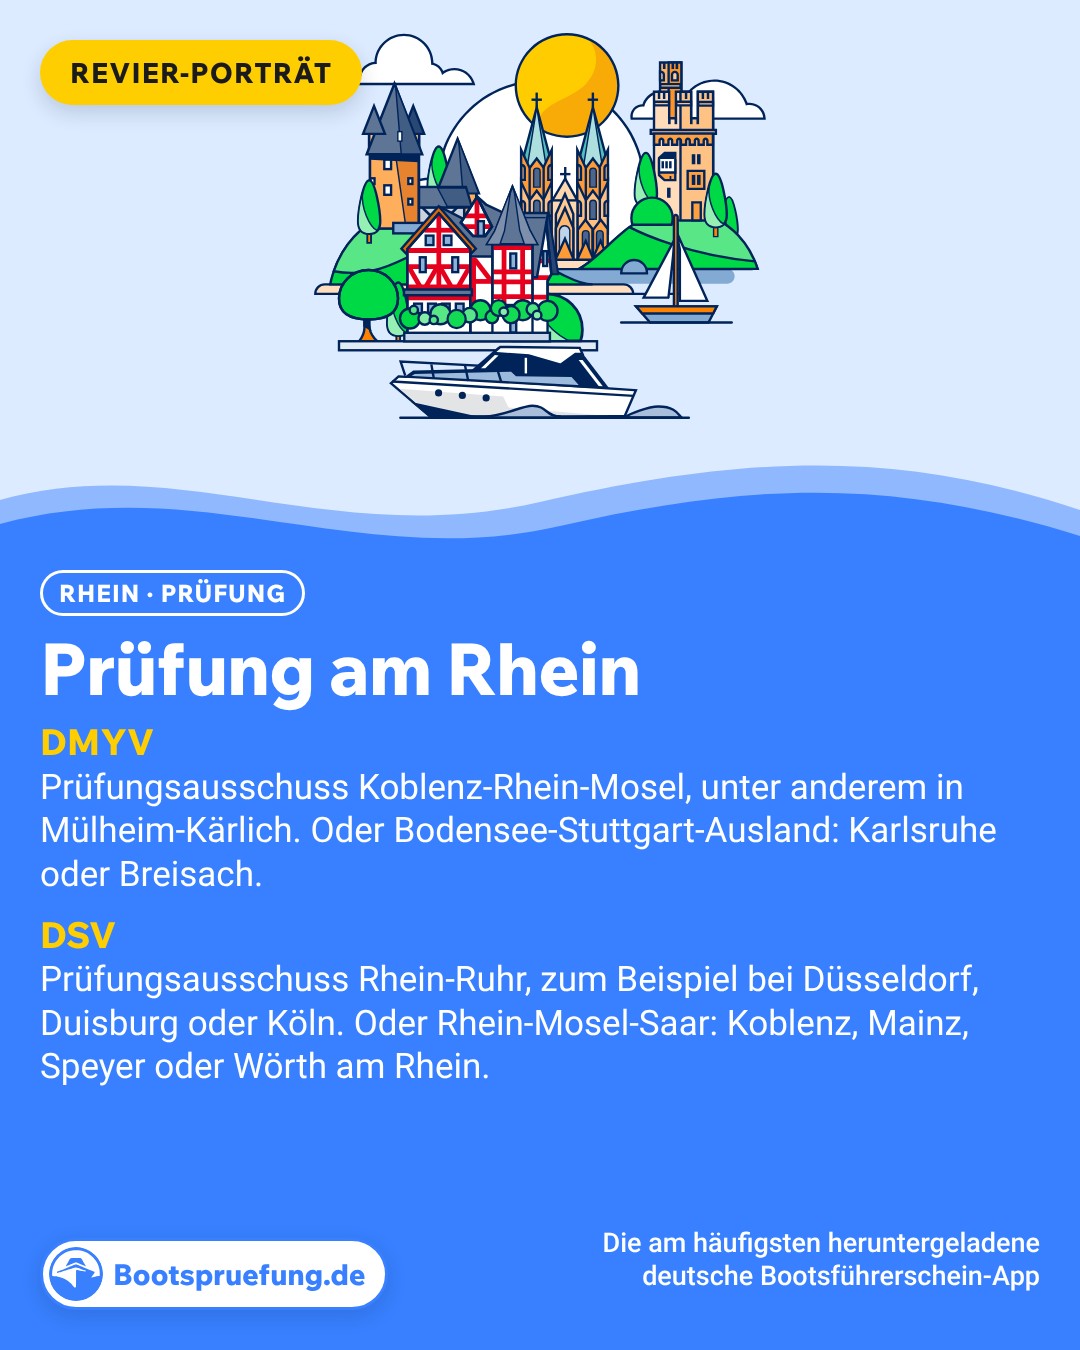 REVIER-PORTRÄT
RHEIN · PRÜFUNG
Prüfung am Rhein
DMYV
Prüfungsausschuss Koblenz-Rhein-Mosel, unter anderem in
Mülheim-Kärlich. Oder Bodensee-Stuttgart-Ausland: Karlsruhe
oder Breisach.
DSV
Prüfungsausschuss Rhein-Ruhr, zum Beispiel bei Düsseldorf,
Duisburg oder Köln. Oder Rhein-Mosel-Saar: Koblenz, Mainz,
Speyer oder Wörth am Rhein.
Die am häufigsten heruntergeladene
deutsche Bootsführerschein-App
Bootspruefung.de